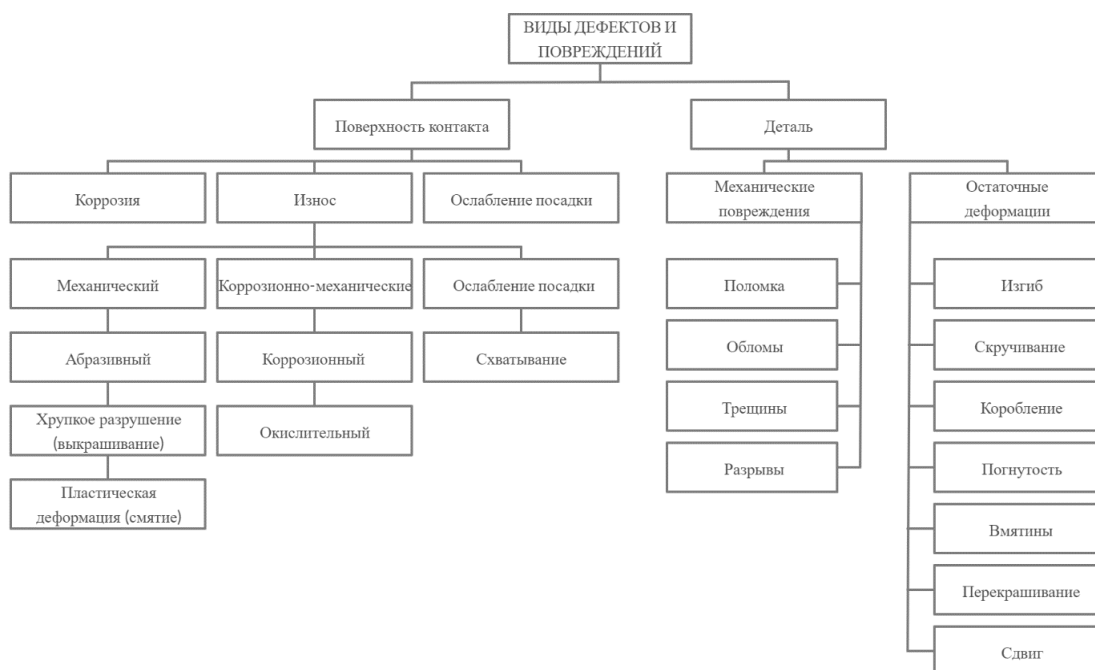 ВИДЫ ДЕФЕКТОВ И
ПОВРЕЖДЕНИЙ
Поверхность контакта
Деталь
Коррозия
Износ
Ослабление посадки
Механические
повреждения
Остаточные
деформации
Механический
Коррозионно-механические
Ослабление посадки
Поломка
Изгиб
Абразивный
Коррозионный
Схватывание
Обломы
Скручивание
Хрупкое разрушение
(выкрашивание)
Окислительный
Трещины
Коробление
Пластическая
деформация (смятие)
Разрывы
Погнутость
Вмятины
Перекрашивание
Сдвиг